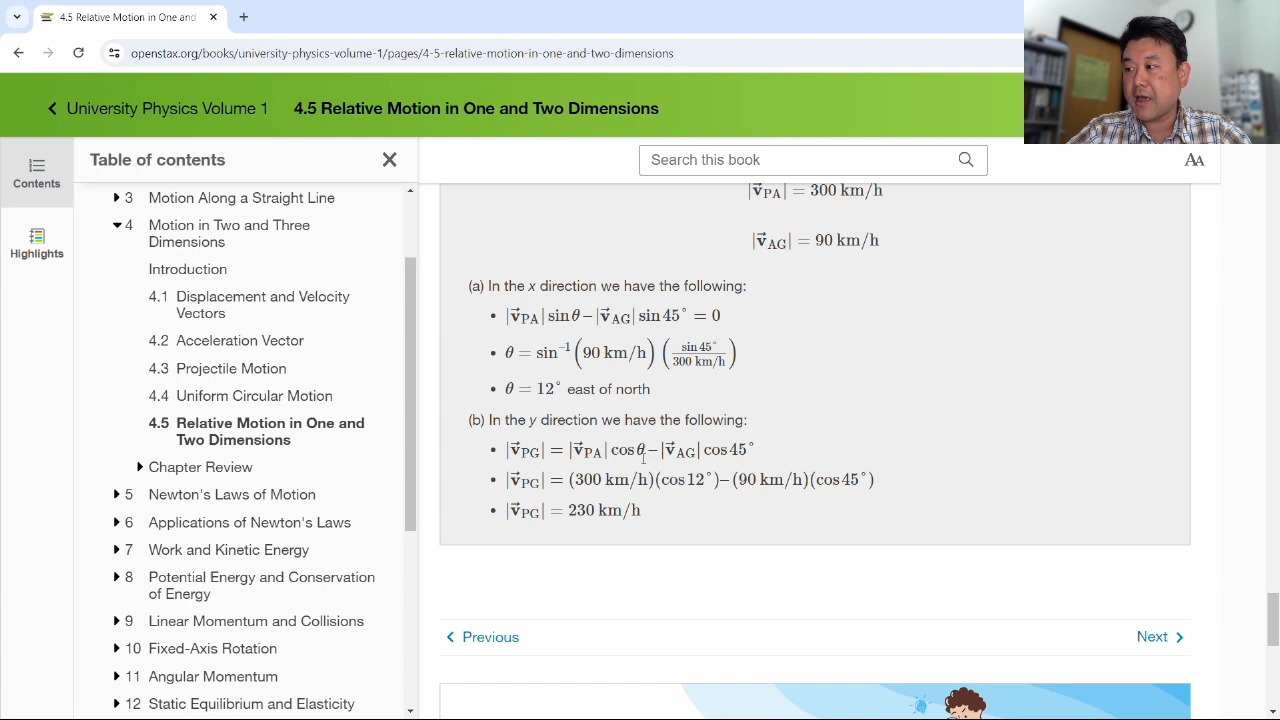 4.5 Relative Motion in One and
openstax.org/books/university-physics-volume-1/pages/4-5-relative-motion-in-one-and-two-dimensions
University Physics Volume 1
4.5 Relative Motion in One and Two Dimensions
Contents
Highlights
Table of contents
3 Motion Along a Straight Line
4 Motion in Two and Three
Dimensions
Introduction
4.1 Displacement and Velocity
Vectors
4.2 Acceleration Vector
4.3 Projectile Motion
4.4 Uniform Circular Motion
4.5 Relative Motion in One and
Two Dimensions
Chapter Review
5 Newton's Laws of Motion
6 Applications of Newton's Laws
7 Work and Kinetic Energy
8 Potential Energy and Conservation
of Energy
9 Linear Momentum and Collisions
10 Fixed-Axis Rotation
11 Angular Momentum
12 Static Equilibrium and Elasticity
Search this book
AA
|v⃗PA| = 300 km/h
|v⃗AG| = 90 km/h
(a) In the x direction we have the following:
• |v⃗PA| sin θ − |v⃗AG| sin 45° = 0
• θ = sin⁻¹ (90 km/h) (sin 45° / 300 km/h)
• θ = 12° east of north
(b) In the y direction we have the following:
• |v⃗PG| = |v⃗PA| cos θ − |v⃗AG| cos 45°
• |v⃗PG| = (300 km/h)(cos 12°) − (90 km/h)(cos 45°)
• |v⃗PG| = 230 km/h
Previous
Next